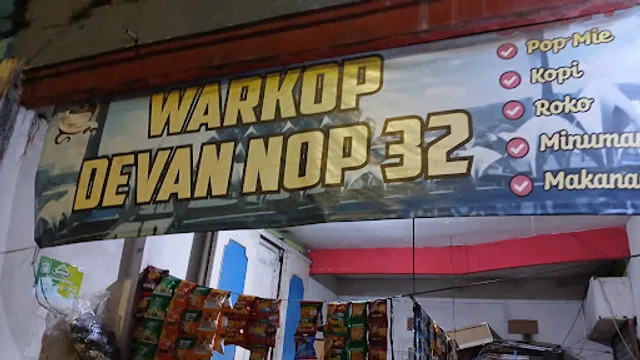 WARKOP
DEVAN NOP 32
Pop Mie
Kopi
Roko
Minuman
Makanan